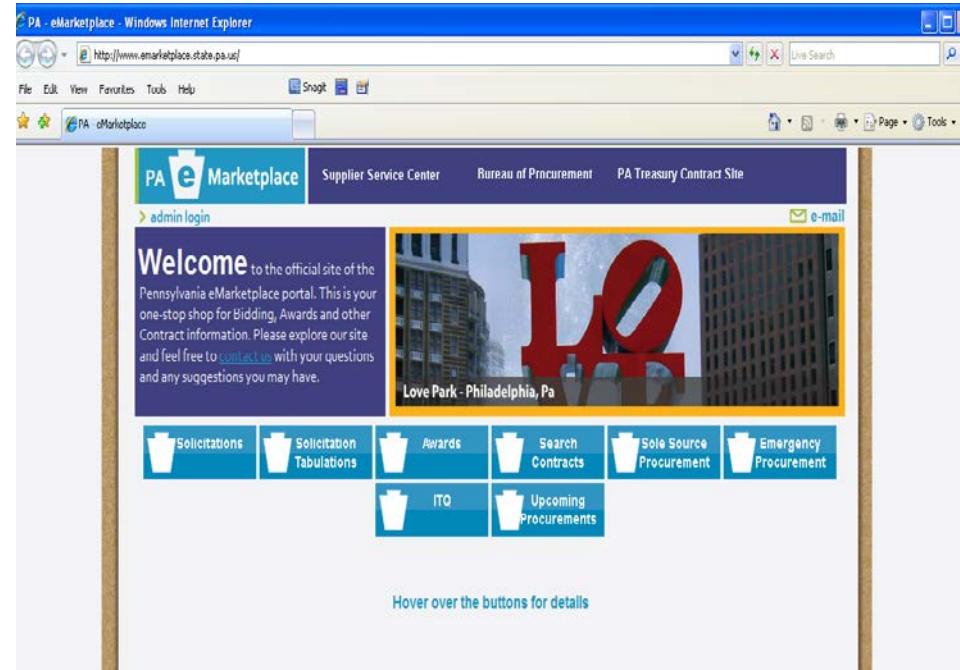 PA - eMarketplace - Windows Internet Explorer
http://www.emarketplace.state.pa.us/
Live Search
File Edit View Favorites Tools Help
SnagIt
PA - eMarketplace
Page
Tools
PA e Marketplace
Supplier Service Center
Bureau of Procurement
PA Treasury Contract Site
admin login
e-mail
Welcome to the official site of the
Pennsylvania eMarketplace portal. This is your
one-stop shop for Bidding, Awards and other
Contract information. Please explore our site
and feel free to contact us with your questions
and any suggestions you may have.
LOVE
Love Park - Philadelphia, Pa
Solicitations
Solicitation
Tabulations
Awards
Search
Contracts
Sole Source
Procurement
Emergency
Procurement
ITQ
Upcoming
Procurements
Hover over the buttons for details